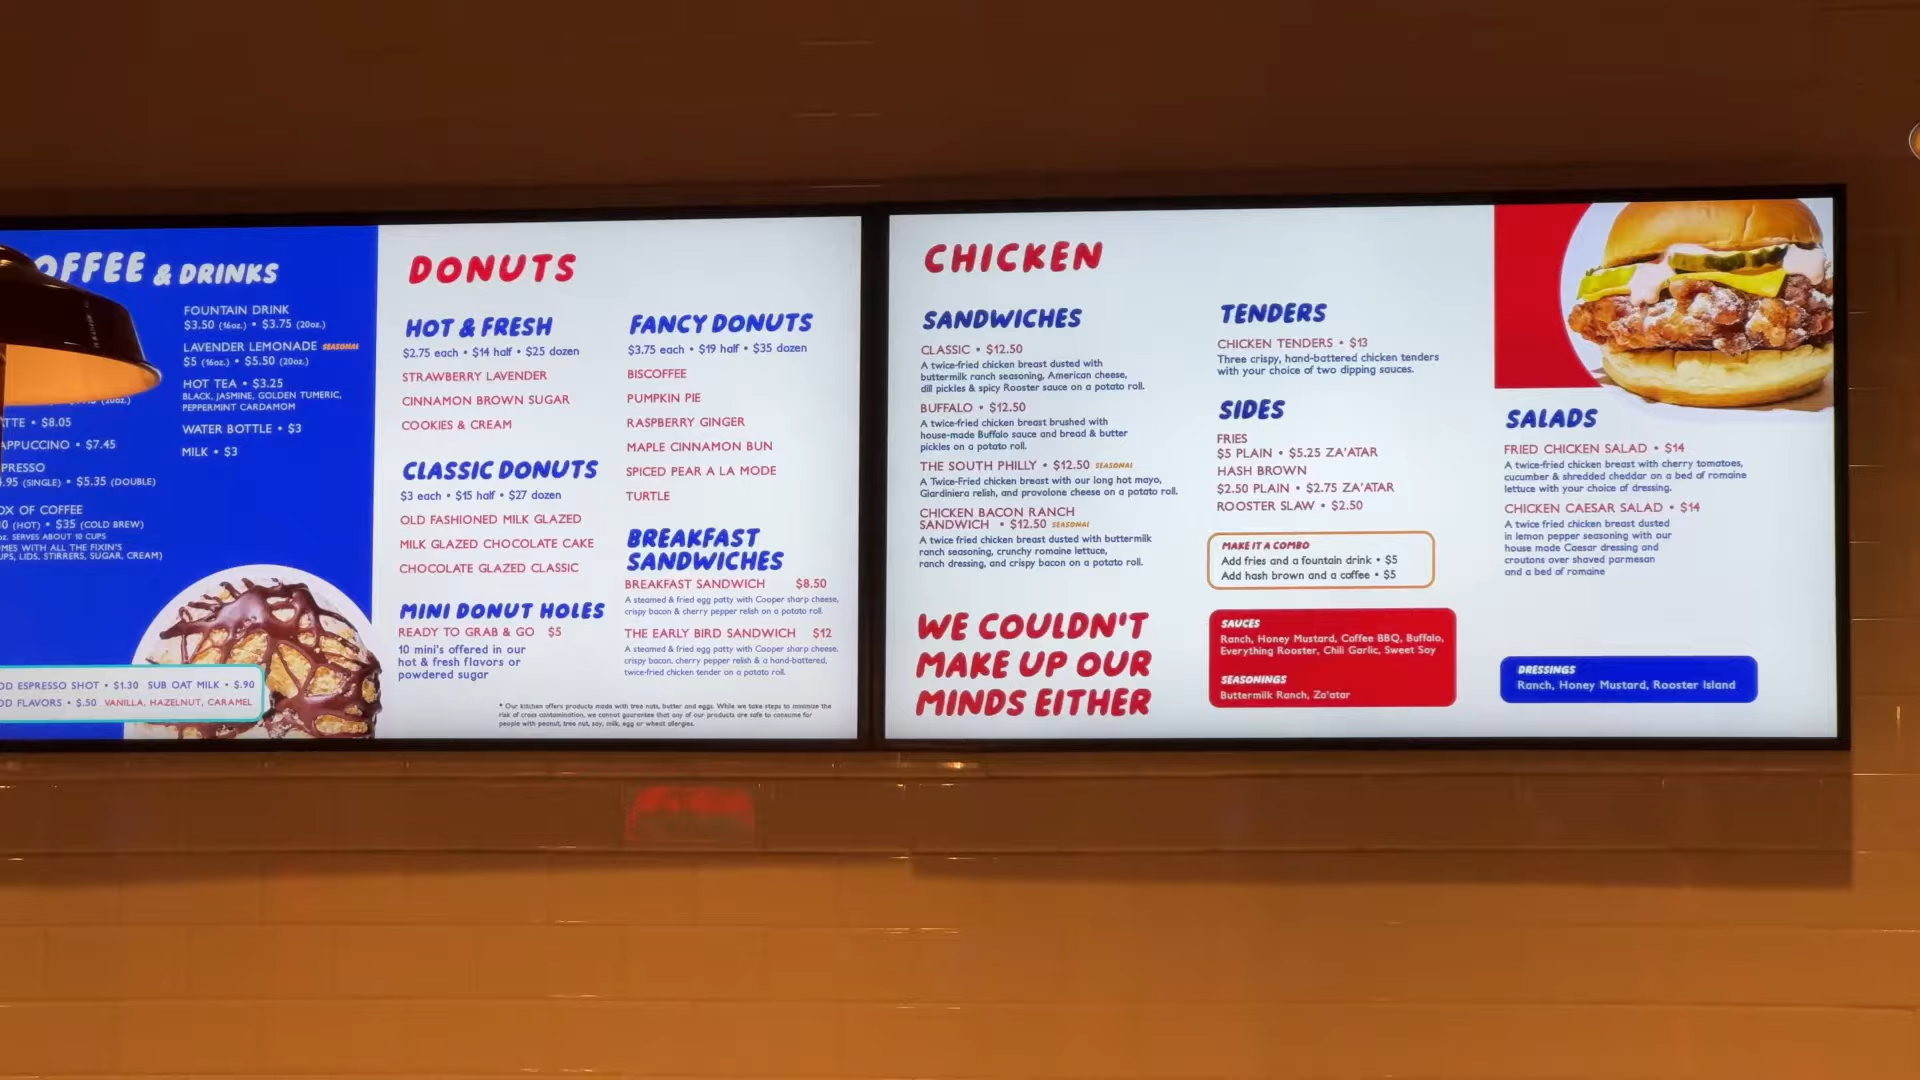 & DRINKS
FOUNTAIN DRINK
$3.50 (16oz.) • $3.75 (20oz.)
LAVENDER LEMONADE SEASONAL
$5 (16oz.) • $5.50 (20oz.)
HOT TEA • $3.25
BLACK, JASMINE, GOLDEN TUMERIC,
PEPPERMINT CARDAMOM
WATER BOTTLE • $3
MILK • $3
• $8.05
• $7.45
(SINGLE) • $5.35 (DOUBLE)
OF COFFEE
(HOT) • $35 (COLD BREW)
SERVES ABOUT 10 CUPS
WITH ALL THE FIXIN'S
LIDS, STIRRERS, SUGAR, CREAM)
ESPRESSO SHOT • $1.30 SUB OAT MILK • $.90
FLAVORS • $.50 VANILLA, HAZELNUT, CARAMEL
DONUTS
HOT & FRESH
$2.75 each • $14 half • $25 dozen
STRAWBERRY LAVENDER
CINNAMON BROWN SUGAR
COOKIES & CREAM
CLASSIC DONUTS
$3 each • $15 half • $27 dozen
OLD FASHIONED MILK GLAZED
MILK GLAZED CHOCOLATE CAKE
CHOCOLATE GLAZED CLASSIC
MINI DONUT HOLES
READY TO GRAB & GO $5
10 mini's offered in our
hot & fresh flavors or
powdered sugar
FANCY DONUTS
$3.75 each • $19 half • $35 dozen
BISCOFFEE
PUMPKIN PIE
RASPBERRY GINGER
MAPLE CINNAMON BUN
SPICED PEAR A LA MODE
TURTLE
BREAKFAST
SANDWICHES
BREAKFAST SANDWICH $8.50
A steamed & fried egg patty with Cooper sharp cheese,
crispy bacon & cherry pepper relish on a potato roll.
THE EARLY BIRD SANDWICH $12
A steamed & fried egg patty with Cooper sharp cheese,
crispy bacon, cherry pepper relish & a hand-battered,
twice-fried chicken tender on a potato roll.
* Our kitchen offers products made with tree nuts, butter and eggs. While we take steps to minimize the
risk of cross contamination, we cannot guarantee that any of our products are safe to consume for
people with peanut, tree nut, soy, milk, egg or wheat allergies.
CHICKEN
SANDWICHES
CLASSIC • $12.50
A twice-fried chicken breast dusted with
buttermilk ranch seasoning, American cheese,
dill pickles & spicy Rooster sauce on a potato roll.
BUFFALO • $12.50
A twice-fried chicken breast brushed with
house-made Buffalo sauce and bread & butter
pickles on a potato roll.
THE SOUTH PHILLY • $12.50 SEASONAL
A Twice-Fried chicken breast with our long hot mayo,
Giardiniera relish, and provolone cheese on a potato roll.
CHICKEN BACON RANCH
SANDWICH • $12.50 SEASONAL
A twice fried chicken breast dusted with buttermilk
ranch seasoning, crunchy romaine lettuce,
ranch dressing, and crispy bacon on a potato roll.
WE COULDN'T
MAKE UP OUR
MINDS EITHER
TENDERS
CHICKEN TENDERS • $13
Three crispy, hand-battered chicken tenders
with your choice of two dipping sauces.
SIDES
FRIES
$5 PLAIN • $5.25 ZA'ATAR
HASH BROWN
$2.50 PLAIN • $2.75 ZA'ATAR
ROOSTER SLAW • $2.50
MAKE IT A COMBO
Add fries and a fountain drink • $5
Add hash brown and a coffee • $5
SAUCES
Ranch, Honey Mustard, Coffee BBQ, Buffalo,
Everything Rooster, Chili Garlic, Sweet Soy
SEASONINGS
Buttermilk Ranch, Za'atar
SALADS
FRIED CHICKEN SALAD • $14
A twice-fried chicken breast with cherry tomatoes,
cucumber & shredded cheddar on a bed of romaine
lettuce with your choice of dressing.
CHICKEN CAESAR SALAD • $14
A twice fried chicken breast dusted
in lemon pepper seasoning with our
house made Caesar dressing and
croutons over shaved parmesan
and a bed of romaine
DRESSINGS
Ranch, Honey Mustard, Rooster Island